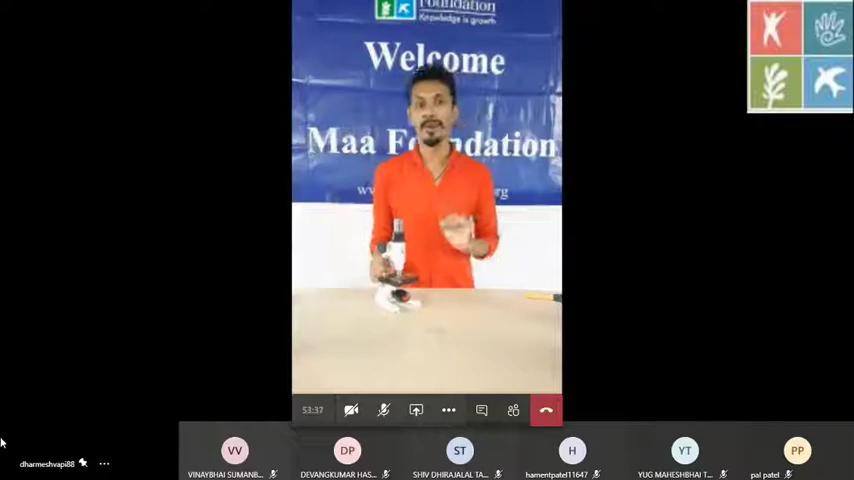 Foundation
Knowledge is growth
Welcome
Maa Foundation
53:37
dharmeshvapi88
VV
VINAYBHAI SUMANB...
DP
DEVANGKUMAR HAS...
ST
SHIV DHIRAJALAL TA...
H
hamentpatel11647
YT
YUG MAHESHBHAI T...
PP
pal patel